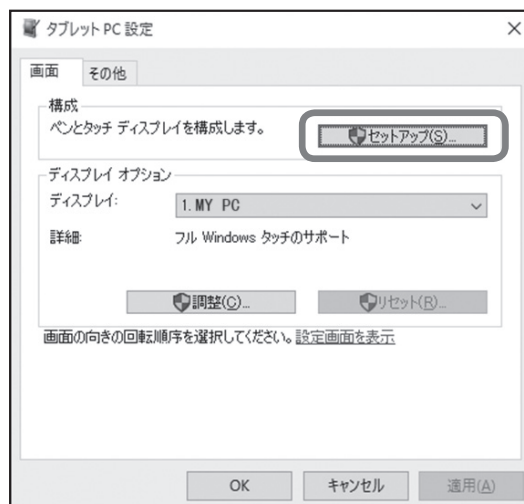 タブレット PC 設定
画面 その他
構成
ペンとタッチ ディスプレイを構成します。 セットアップ(S)...
ディスプレイ オプション
ディスプレイ: 1. MY PC
詳細: フル Windows タッチのサポート
調整(C)... リセット(R)...
画面の向きの回転順序を選択してください。設定画面を表示
OK キャンセル 適用(A)